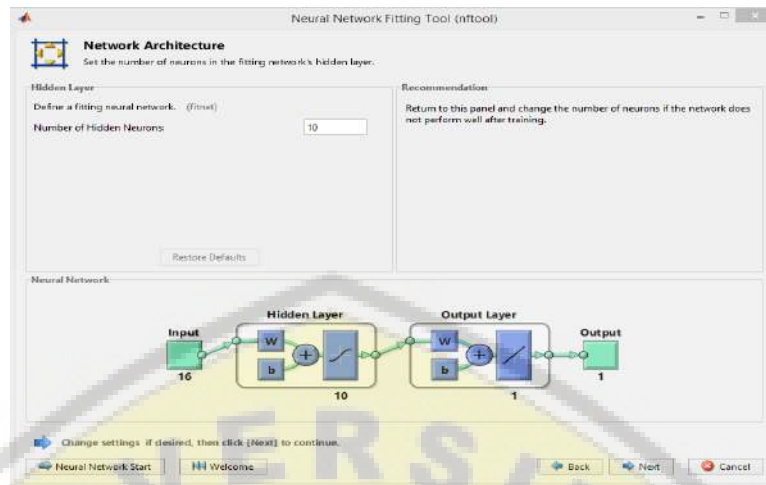 Neural Network Fitting Tool (nftool)
Network Architecture
Set the number of neurons in the fitting network's hidden layer.
Hidden Layer
Define a fitting neural network. (fitnet)
Number of Hidden Neurons: 10
Restore Defaults
Recommendation
Return to this panel and change the number of neurons if the network does
not perform well after training.
Neural Network
Hidden Layer
Output Layer
Input
Output
W
b
W
b
16
10
1
1
Change settings if desired, then click [Next] to continue.
Neural Network Start
Welcome
Back
Next
Cancel
VERSA